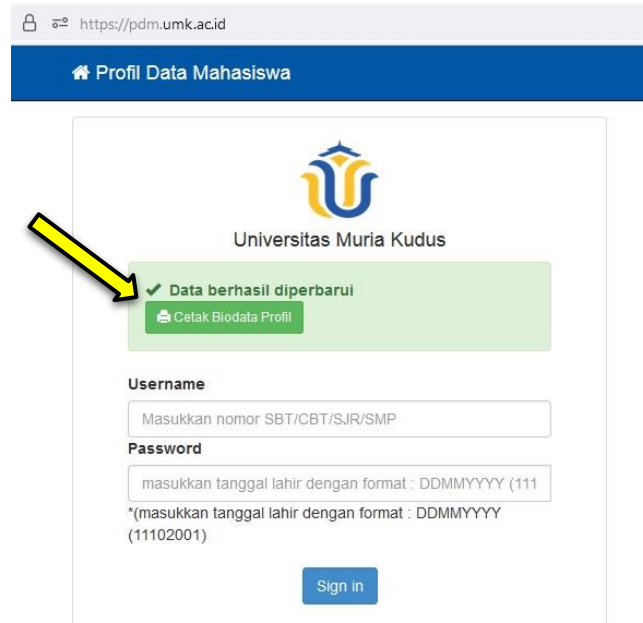 https://pdm.umk.ac.id
Profil Data Mahasiswa
Universitas Muria Kudus
Data berhasil diperbarui
Cetak Biodata Profil
Username
Masukkan nomor SBT/CBT/SJR/SMP
Password
masukkan tanggal lahir dengan format : DDMMYYYY (111
*(masukkan tanggal lahir dengan format : DDMMYYYY
(11102001)
Sign in